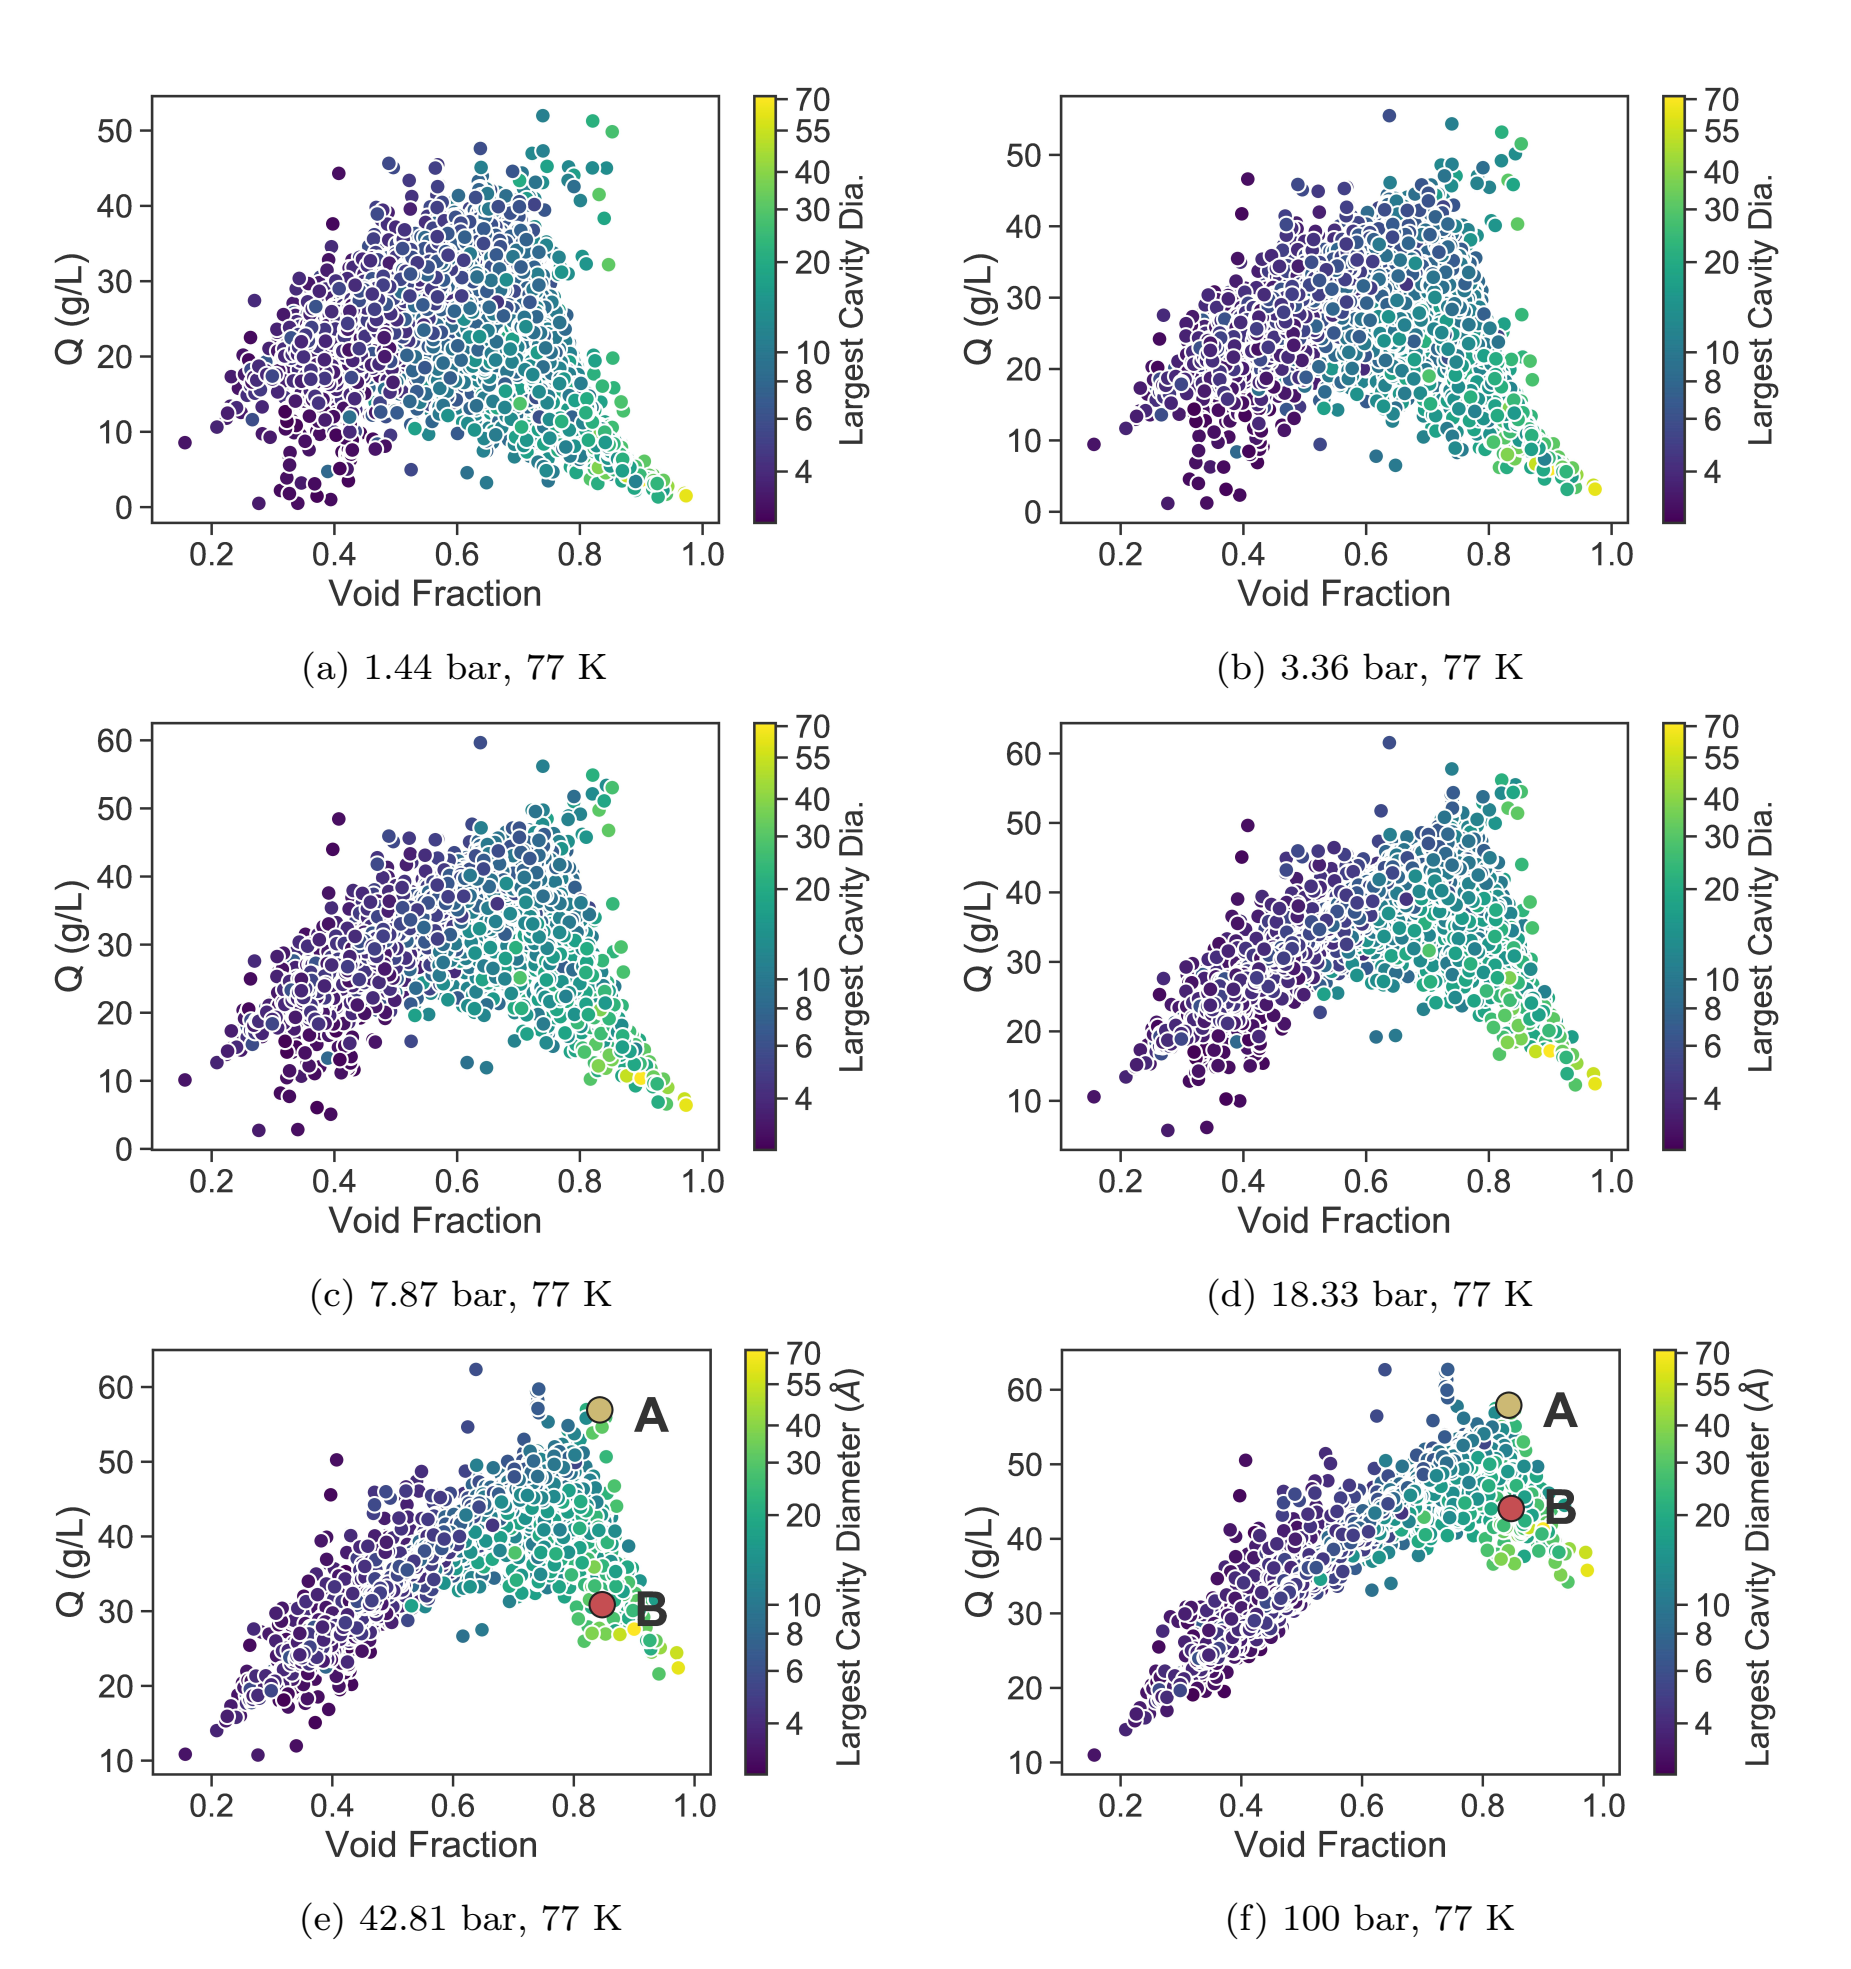 50
40
30
20
10
0
Q (g/L)
0.2 0.4 0.6 0.8 1.0
Void Fraction
70
55
40
30
20
10
8
6
4
Largest Cavity Dia.
(a) 1.44 bar, 77 K
50
40
30
20
10
0
Q (g/L)
0.2 0.4 0.6 0.8 1.0
Void Fraction
70
55
40
30
20
10
8
6
4
Largest Cavity Dia.
(b) 3.36 bar, 77 K
60
50
40
30
20
10
0
Q (g/L)
0.2 0.4 0.6 0.8 1.0
Void Fraction
70
55
40
30
20
10
8
6
4
Largest Cavity Dia.
(c) 7.87 bar, 77 K
60
50
40
30
20
10
Q (g/L)
0.2 0.4 0.6 0.8 1.0
Void Fraction
70
55
40
30
20
10
8
6
4
Largest Cavity Dia.
(d) 18.33 bar, 77 K
60
50
40
30
20
10
Q (g/L)
A
B
0.2 0.4 0.6 0.8 1.0
Void Fraction
70
55
40
30
20
10
8
6
4
Largest Cavity Diameter (Å)
(e) 42.81 bar, 77 K
60
50
40
30
20
10
Q (g/L)
A
B
0.2 0.4 0.6 0.8 1.0
Void Fraction
70
55
40
30
20
10
8
6
4
Largest Cavity Diameter (Å)
(f) 100 bar, 77 K